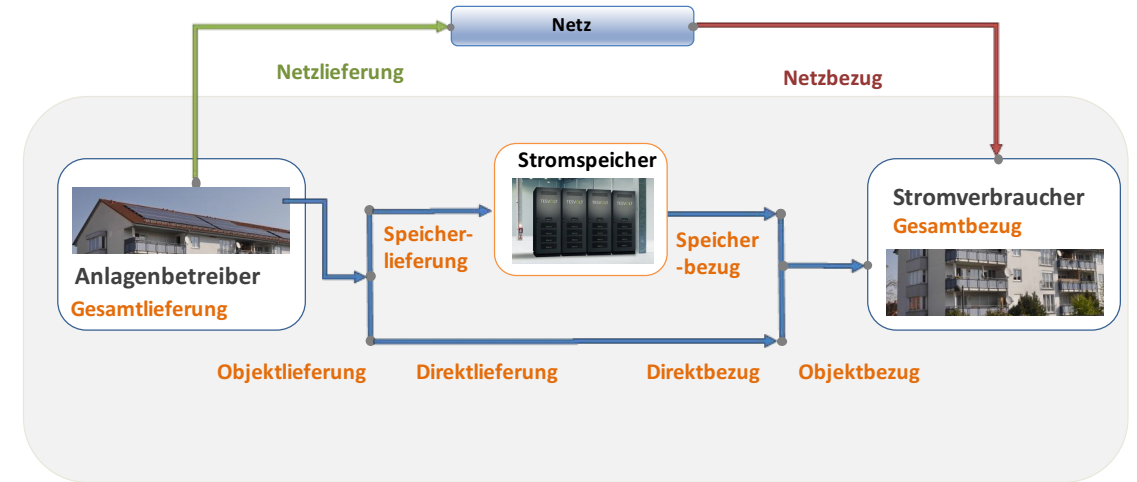 Netz
Netzlieferung
Netzbezug
Stromspeicher
Stromverbraucher
Gesamtbezug
Speicher-
lieferung
Speicher
-bezug
Anlagenbetreiber
Gesamtlieferung
Objektlieferung
Direktlieferung
Direktbezug
Objektbezug